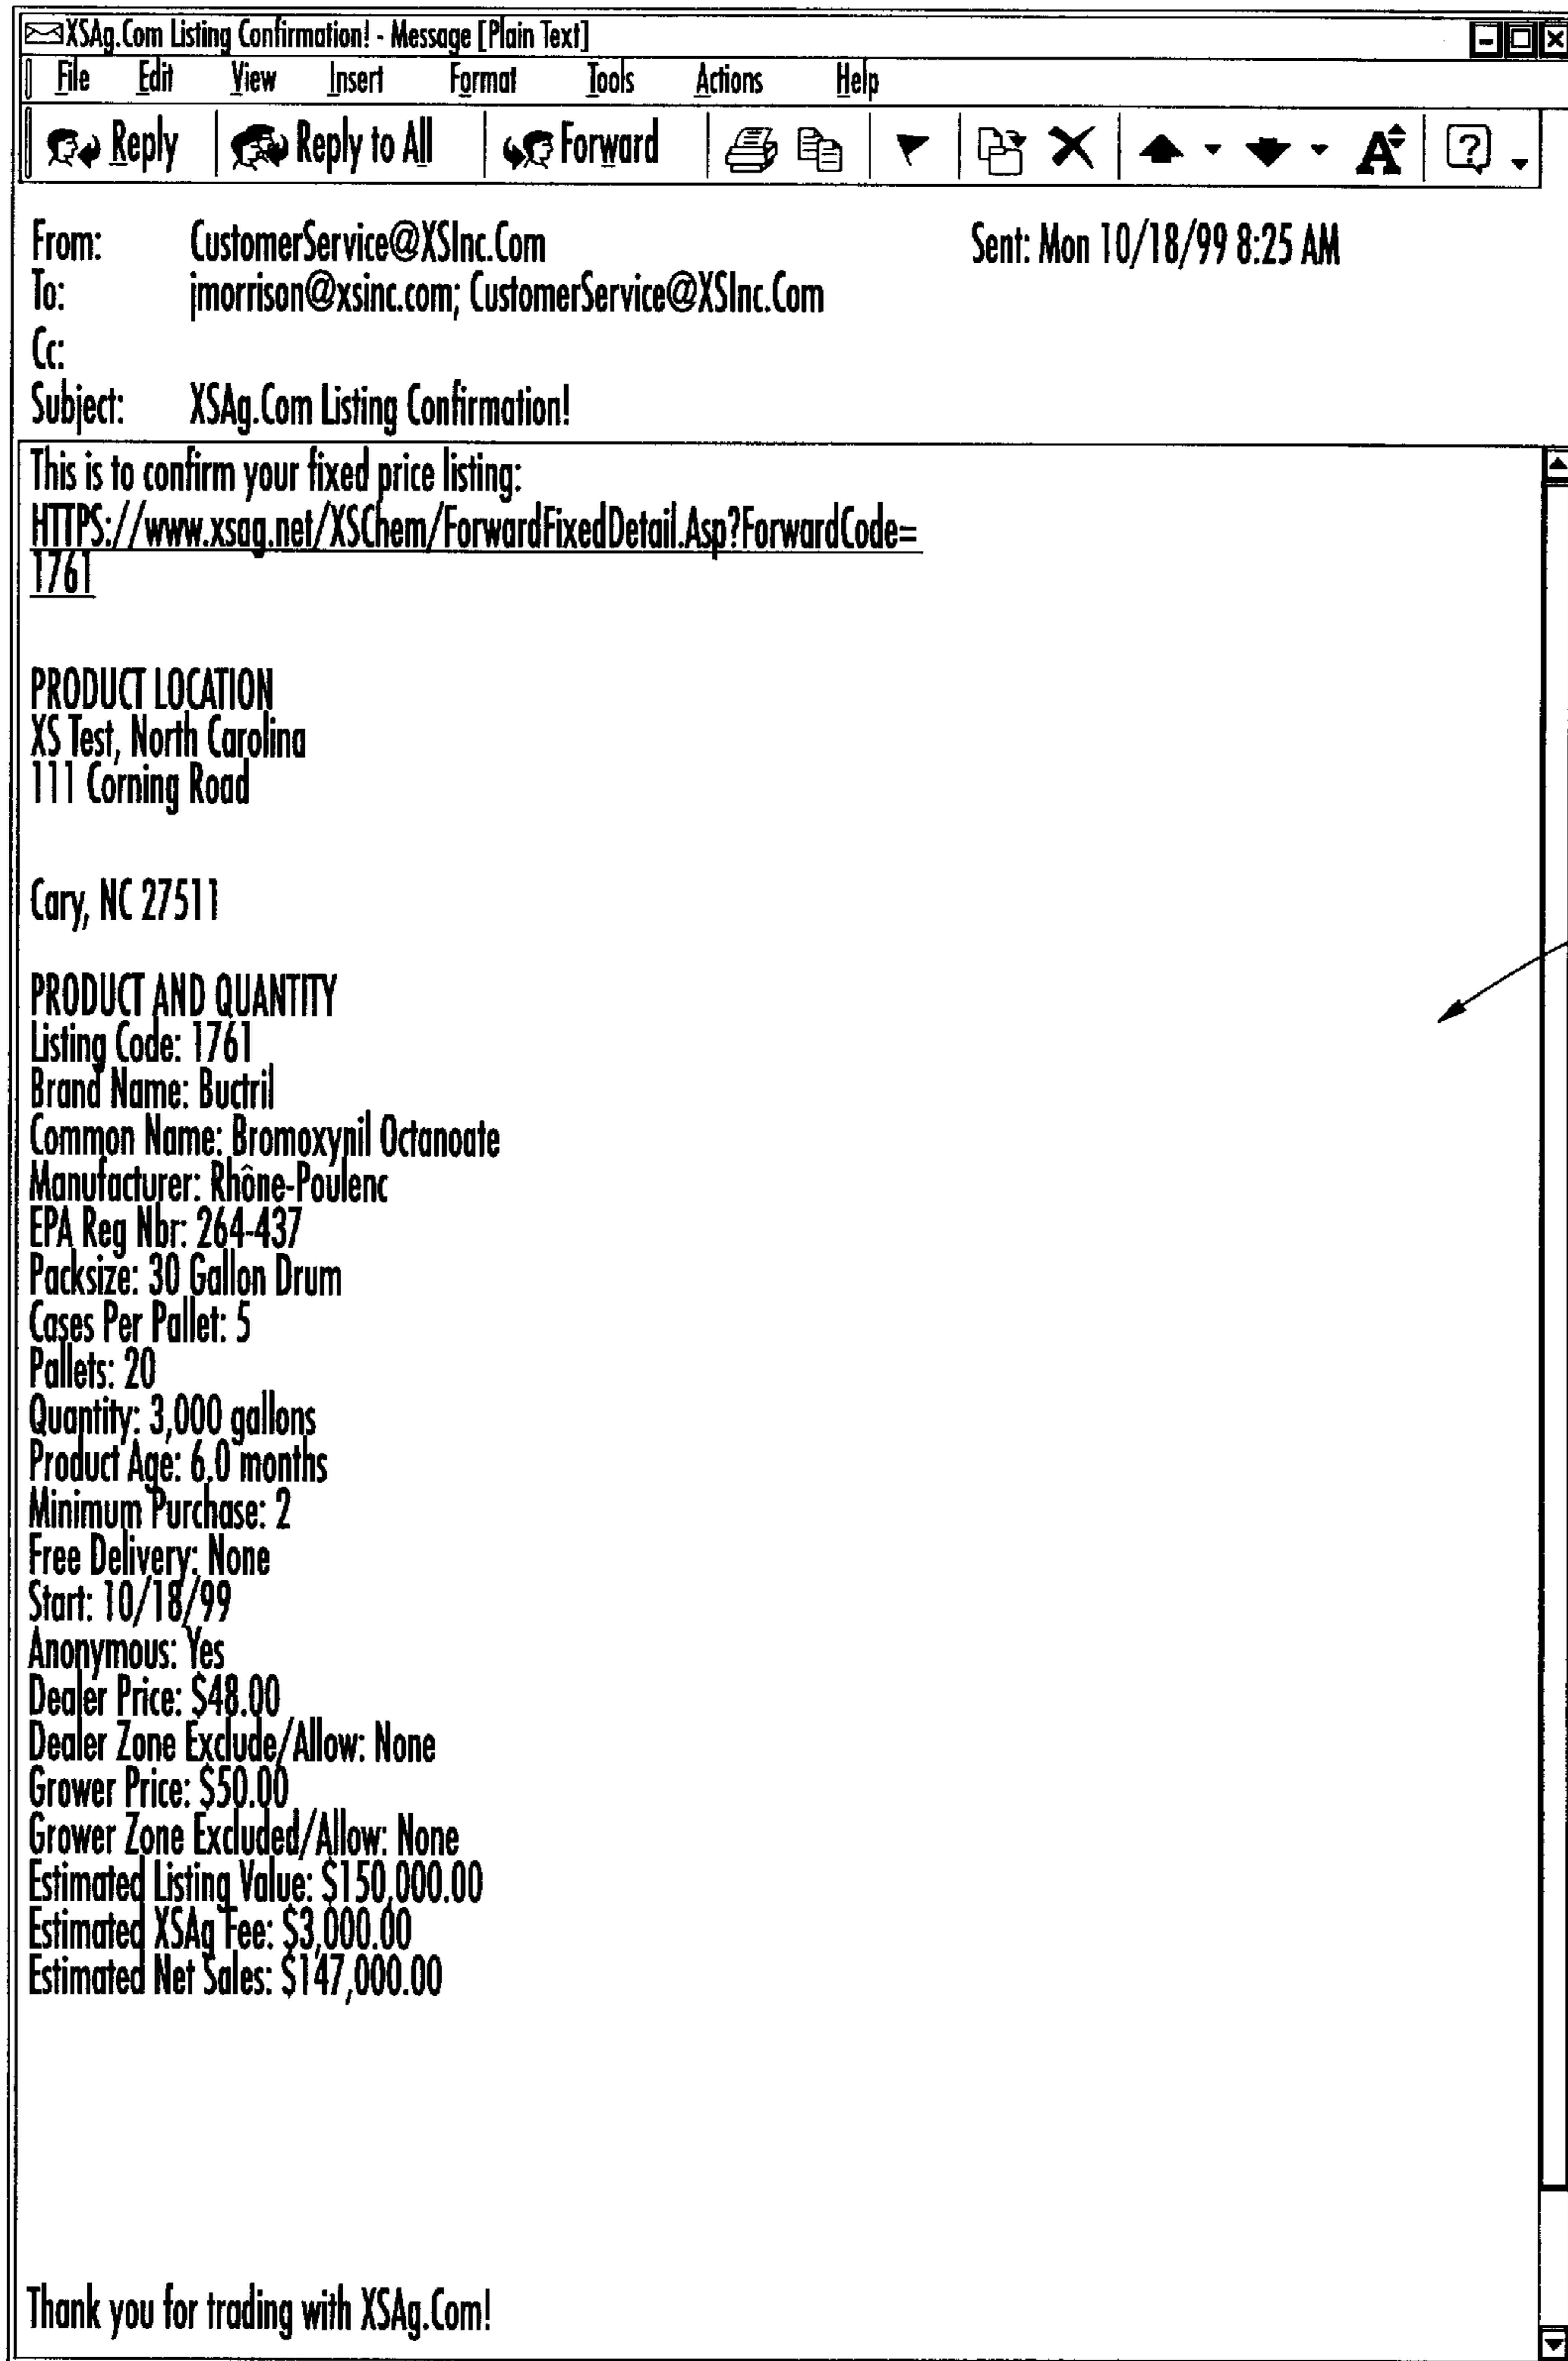 XSAg.Com Listing Confirmation! - Message [Plain Text]
File Edit View Insert Format Tools Actions Help
Reply Reply to All Forward A ?
From: CustomerService@XSInc.Com Sent: Mon 10/18/99 8:25 AM
To: jmorrison@xsinc.com; CustomerService@XSInc.Com
Cc:
Subject: XSAg.Com Listing Confirmation!
This is to confirm your fixed price listing:
HTTPS://www.xsag.net/XSChem/ForwardFixedDetail.Asp?ForwardCode=
1761
PRODUCT LOCATION
XS Test, North Carolina
111 Corning Road
Cary, NC 27511
PRODUCT AND QUANTITY
Listing Code: 1761
Brand Name: Buctril
Common Name: Bromoxynil Octanoate
Manufacturer: Rhône-Poulenc
EPA Reg Nbr: 264-437
Packsize: 30 Gallon Drum
Cases Per Pallet: 5
Pallets: 20
Quantity: 3,000 gallons
Product Age: 6.0 months
Minimum Purchase: 2
Free Delivery: None
Start: 10/18/99
Anonymous: Yes
Dealer Price: $48.00
Dealer Zone Exclude/Allow: None
Grower Price: $50.00
Grower Zone Excluded/Allow: None
Estimated Listing Value: $150,000.00
Estimated XSAg Fee: $3,000.00
Estimated Net Sales: $147,000.00
Thank you for trading with XSAg.Com!